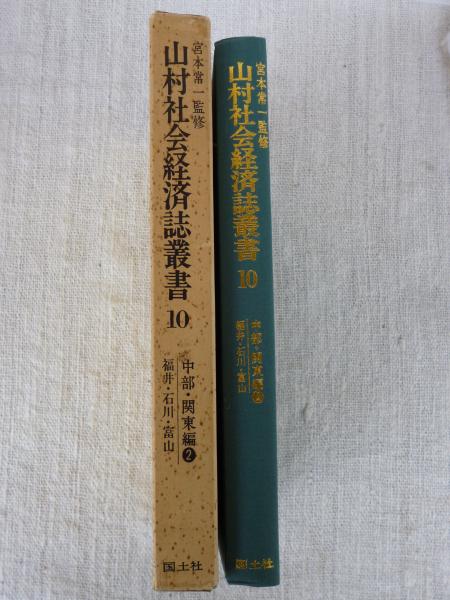 宮本常一監修
山村社会経済誌叢書 10
中部・関東編❷
福井・石川・富山
国土社
宮本常一監修
山村社会経済誌叢書 10
中部・関東編❷
福井・石川・富山
国土社